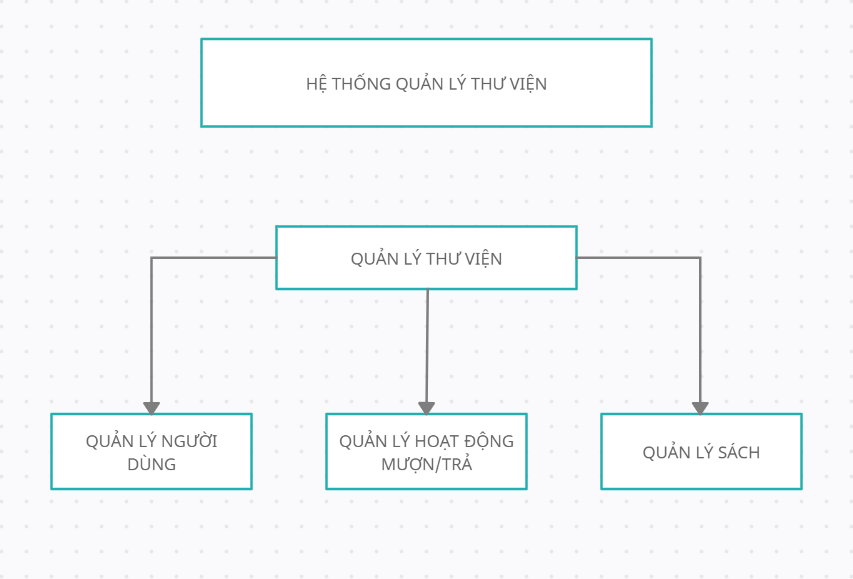 HỆ THỐNG QUẢN LÝ THƯ VIỆN
QUẢN LÝ THƯ VIỆN
QUẢN LÝ NGƯỜI
DÙNG
QUẢN LÝ HOẠT ĐỘNG
MƯỢN/TRẢ
QUẢN LÝ SÁCH